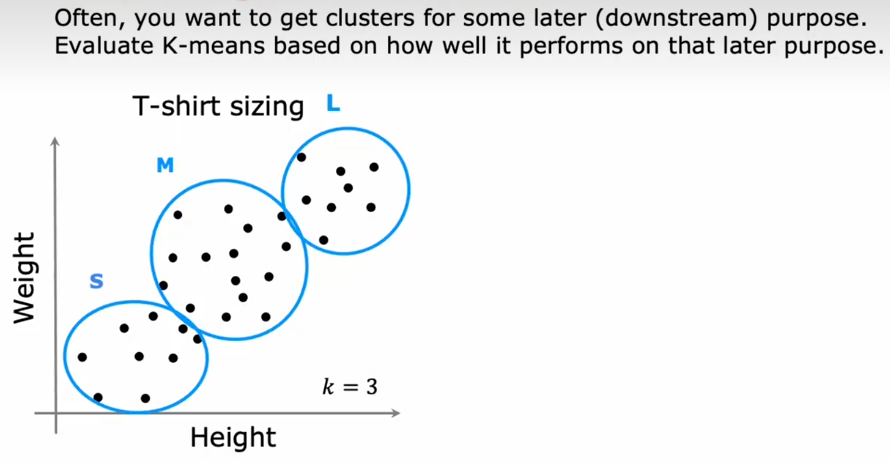 Often, you want to get clusters for some later (downstream) purpose.
Evaluate K-means based on how well it performs on that later purpose.
T-shirt sizing
L
M
S
Weight
k = 3
Height